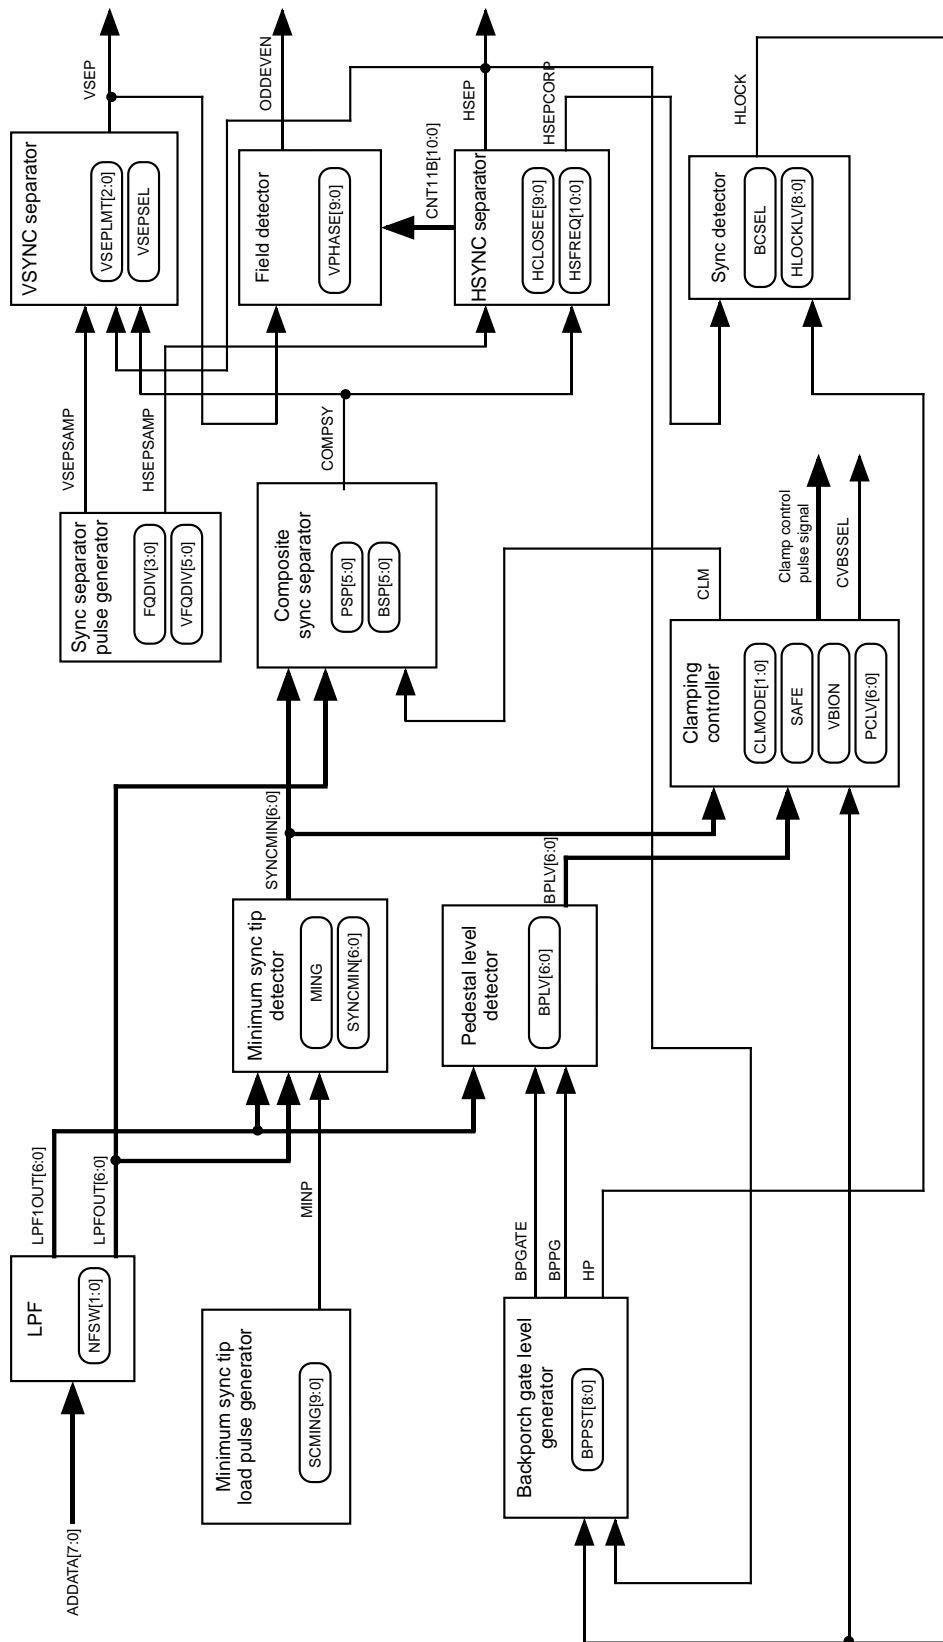 ADDATA[7:0]
LPF
NFSW[1:0]
LPF1OUT[6:0]
LPFOUT[6:0]
Minimum sync tip
load pulse generator
SCMING[9:0]
MINP
Backporch gate level
generator
BPPST[8:0]
BPGATE
BPPG
HP
Minimum sync tip
detector
MING
SYNCMIN[6:0]
SYNCMIN[6:0]
Pedestal level
detector
BPLV[6:0]
BPLV[6:0]
Sync separator
pulse generator
FQDIV[3:0]
VFQDIV[5:0]
VSEPSAMP
HSEPSAMP
Composite
sync separator
PSP[5:0]
BSP[5:0]
COMPSY
Clamping
controller
CLMODE[1:0]
SAFE
VBION
PCLV[6:0]
CLM
Clamp control
pulse signal
CVBSSEL
VSYNC separator
VSEPLMT[2:0]
VSEPSEL
VSEP
Field detector
VPHASE[9:0]
ODDEVEN
CNT11B[10:0]
HSYNC separator
HCLOSEE[9:0]
HSFREQ[10:0]
HSEP
HSEPCORP
Sync detector
BCSEL
HLOCKLV[8:0]
HLOCK